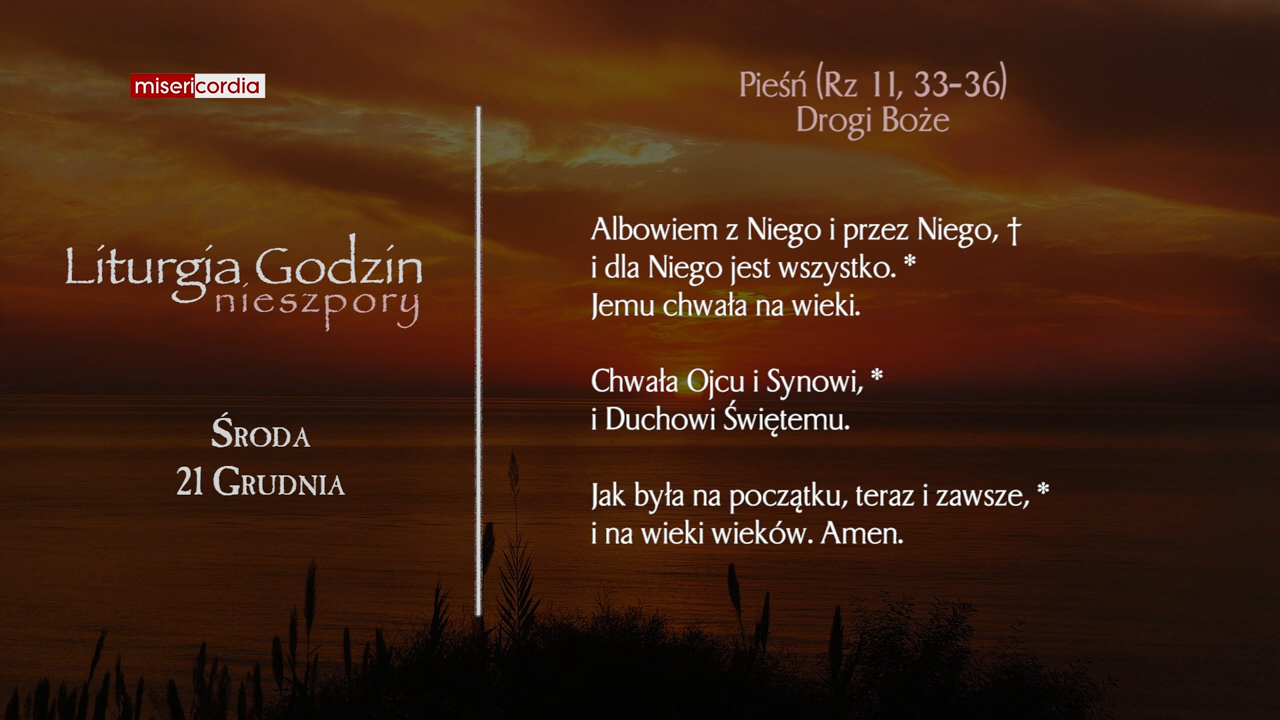 misericordia
Liturgia Godzin
nieszpory
Środa
21 Grudnia
Pieśń (Rz 11, 33-36)
Drogi Boże
Albowiem z Niego i przez Niego, †
i dla Niego jest wszystko. *
Jemu chwała na wieki.
Chwała Ojcu i Synowi, *
i Duchowi Świętemu.
Jak była na początku, teraz i zawsze, *
i na wieki wieków. Amen.